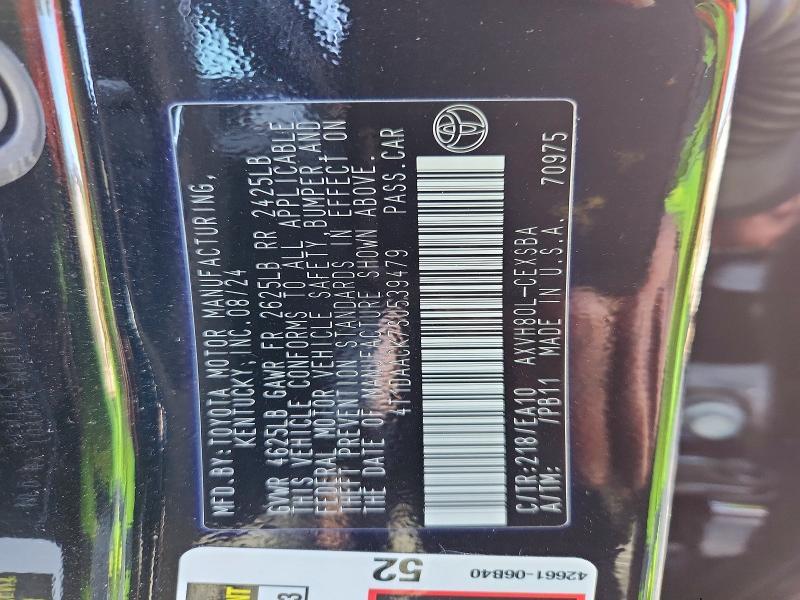 MFD.BY:TOYOTA MOTOR MANUFACTURING,
KENTUCKY, INC. 08/24
GVWR 4625LB GAWR FR 2625LB RR 2425LB
THIS VEHICLE CONFORMS TO ALL APPLICABLE
FEDERAL MOTOR VEHICLE SAFETY, BUMPER, AND
THEFT PREVENTION STANDARDS IN EFFECT ON
THE DATE OF MANUFACTURE SHOWN ABOVE.
PASS.CAR
C/TR:218/EA10 AXVH80L-CEXSBA
A/TM: /PB11 MADE IN U.S.A. 70975
52
42661-06B40